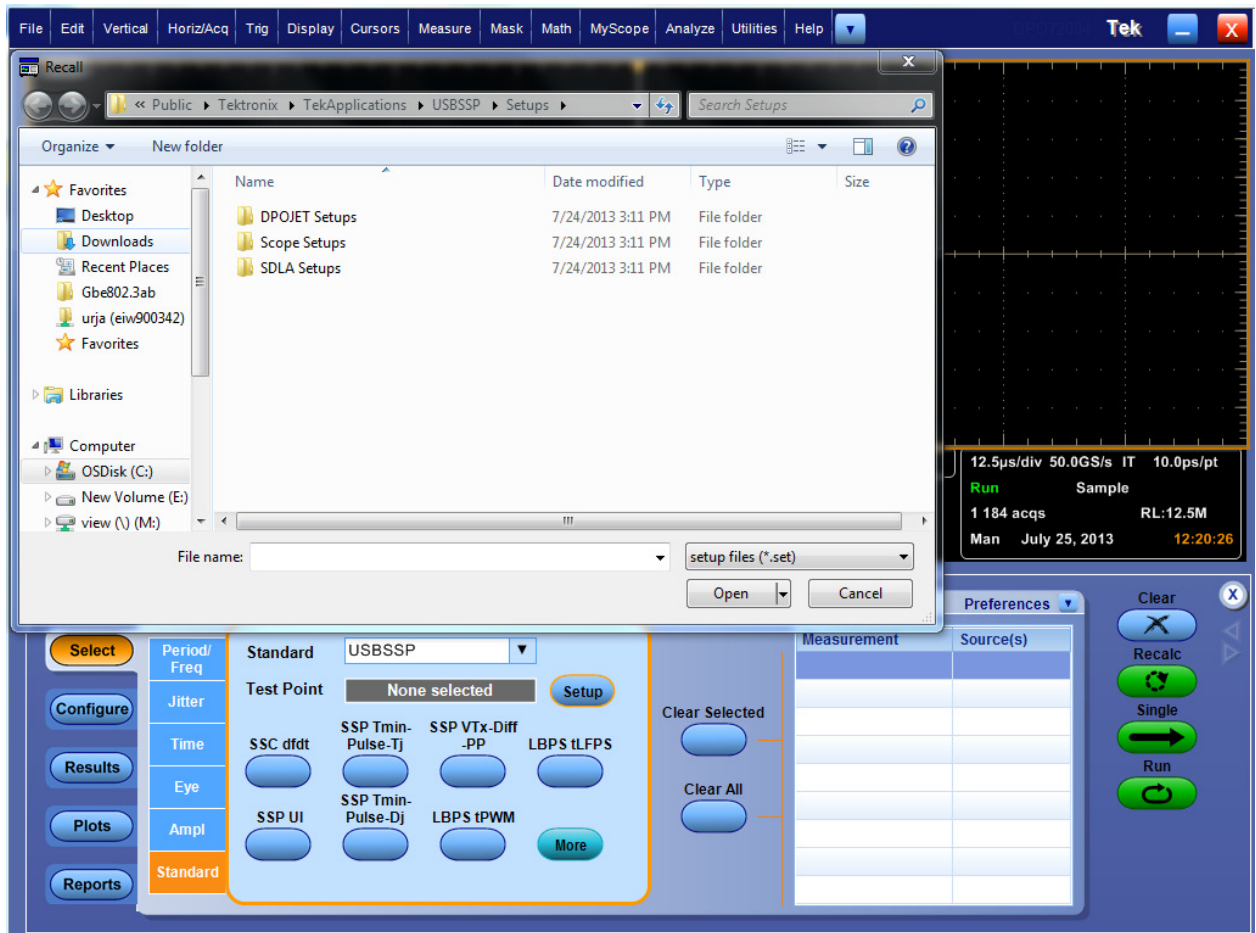 File Edit Vertical Horiz/Acq Trig Display Cursors Measure Mask Math MyScope Analyze Utilities Help
Tek
X
Recall
x
« Public Tektronix TekApplications USBSSP Setups
Search Setups
Organize New folder
Favorites
Desktop
Downloads
Recent Places
Gbe802.3ab
urja (eiw900342)
Favorites
Libraries
Computer
OSDisk (C:)
New Volume (E:)
view (\\) (M:)
Name Date modified Type Size
DPOJET Setups 7/24/2013 3:11 PM File folder
Scope Setups 7/24/2013 3:11 PM File folder
SDLA Setups 7/24/2013 3:11 PM File folder
File name: setup files (*.set)
Open Cancel
12.5µs/div 50.0GS/s IT 10.0ps/pt
Run Sample
1 184 acqs RL:12.5M
Man July 25, 2013 12:20:26
Preferences
X
Select
Configure
Results
Plots
Reports
Period/
Freq
Jitter
Time
Eye
Ampl
Standard
Standard USBSSP
Test Point None selected Setup
SSC dfdt
SSP Tmin-
Pulse-Tj
SSP VTx-Diff
-PP
LBPS tLFPS
SSP UI
SSP Tmin-
Pulse-Dj
LBPS tPWM
More
Clear Selected
Clear All
Measurement Source(s)
Clear
Recalc
Single
Run